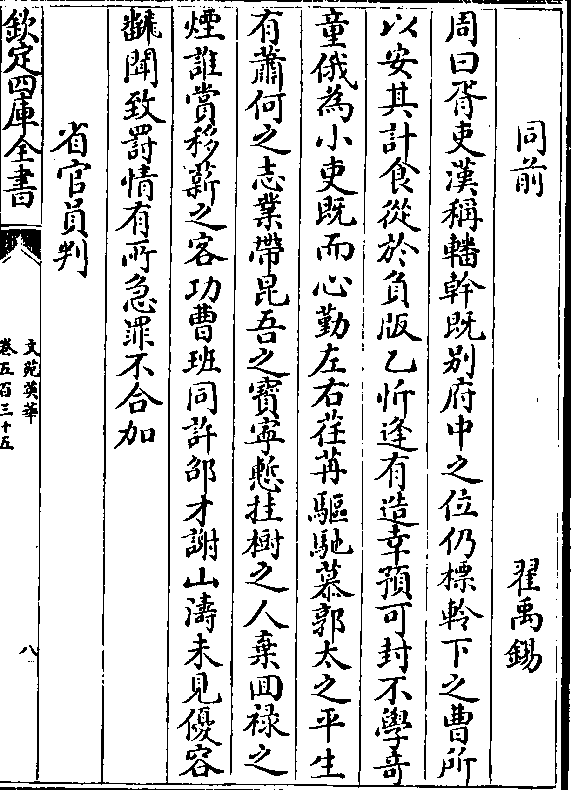 同前 翟禹錫
周曰胥吏漢稱轓幹既别府中之位仍標軨下之曹所
以安其計食從於負版乙忻逢有造幸預可封不學奇
童俄為小吏既而心勤左右荏苒驅馳慕郭太之平生
有蕭何之志業帶昆吾之寶寧慙挂樹之人棄回祿之
煙誰賞移薪之客功曹班同許邵才謝山濤未見優容
飜聞致罰情有所急罪不合加
省官員判
欽定四庫全書
文苑英華
卷五百三十五
八